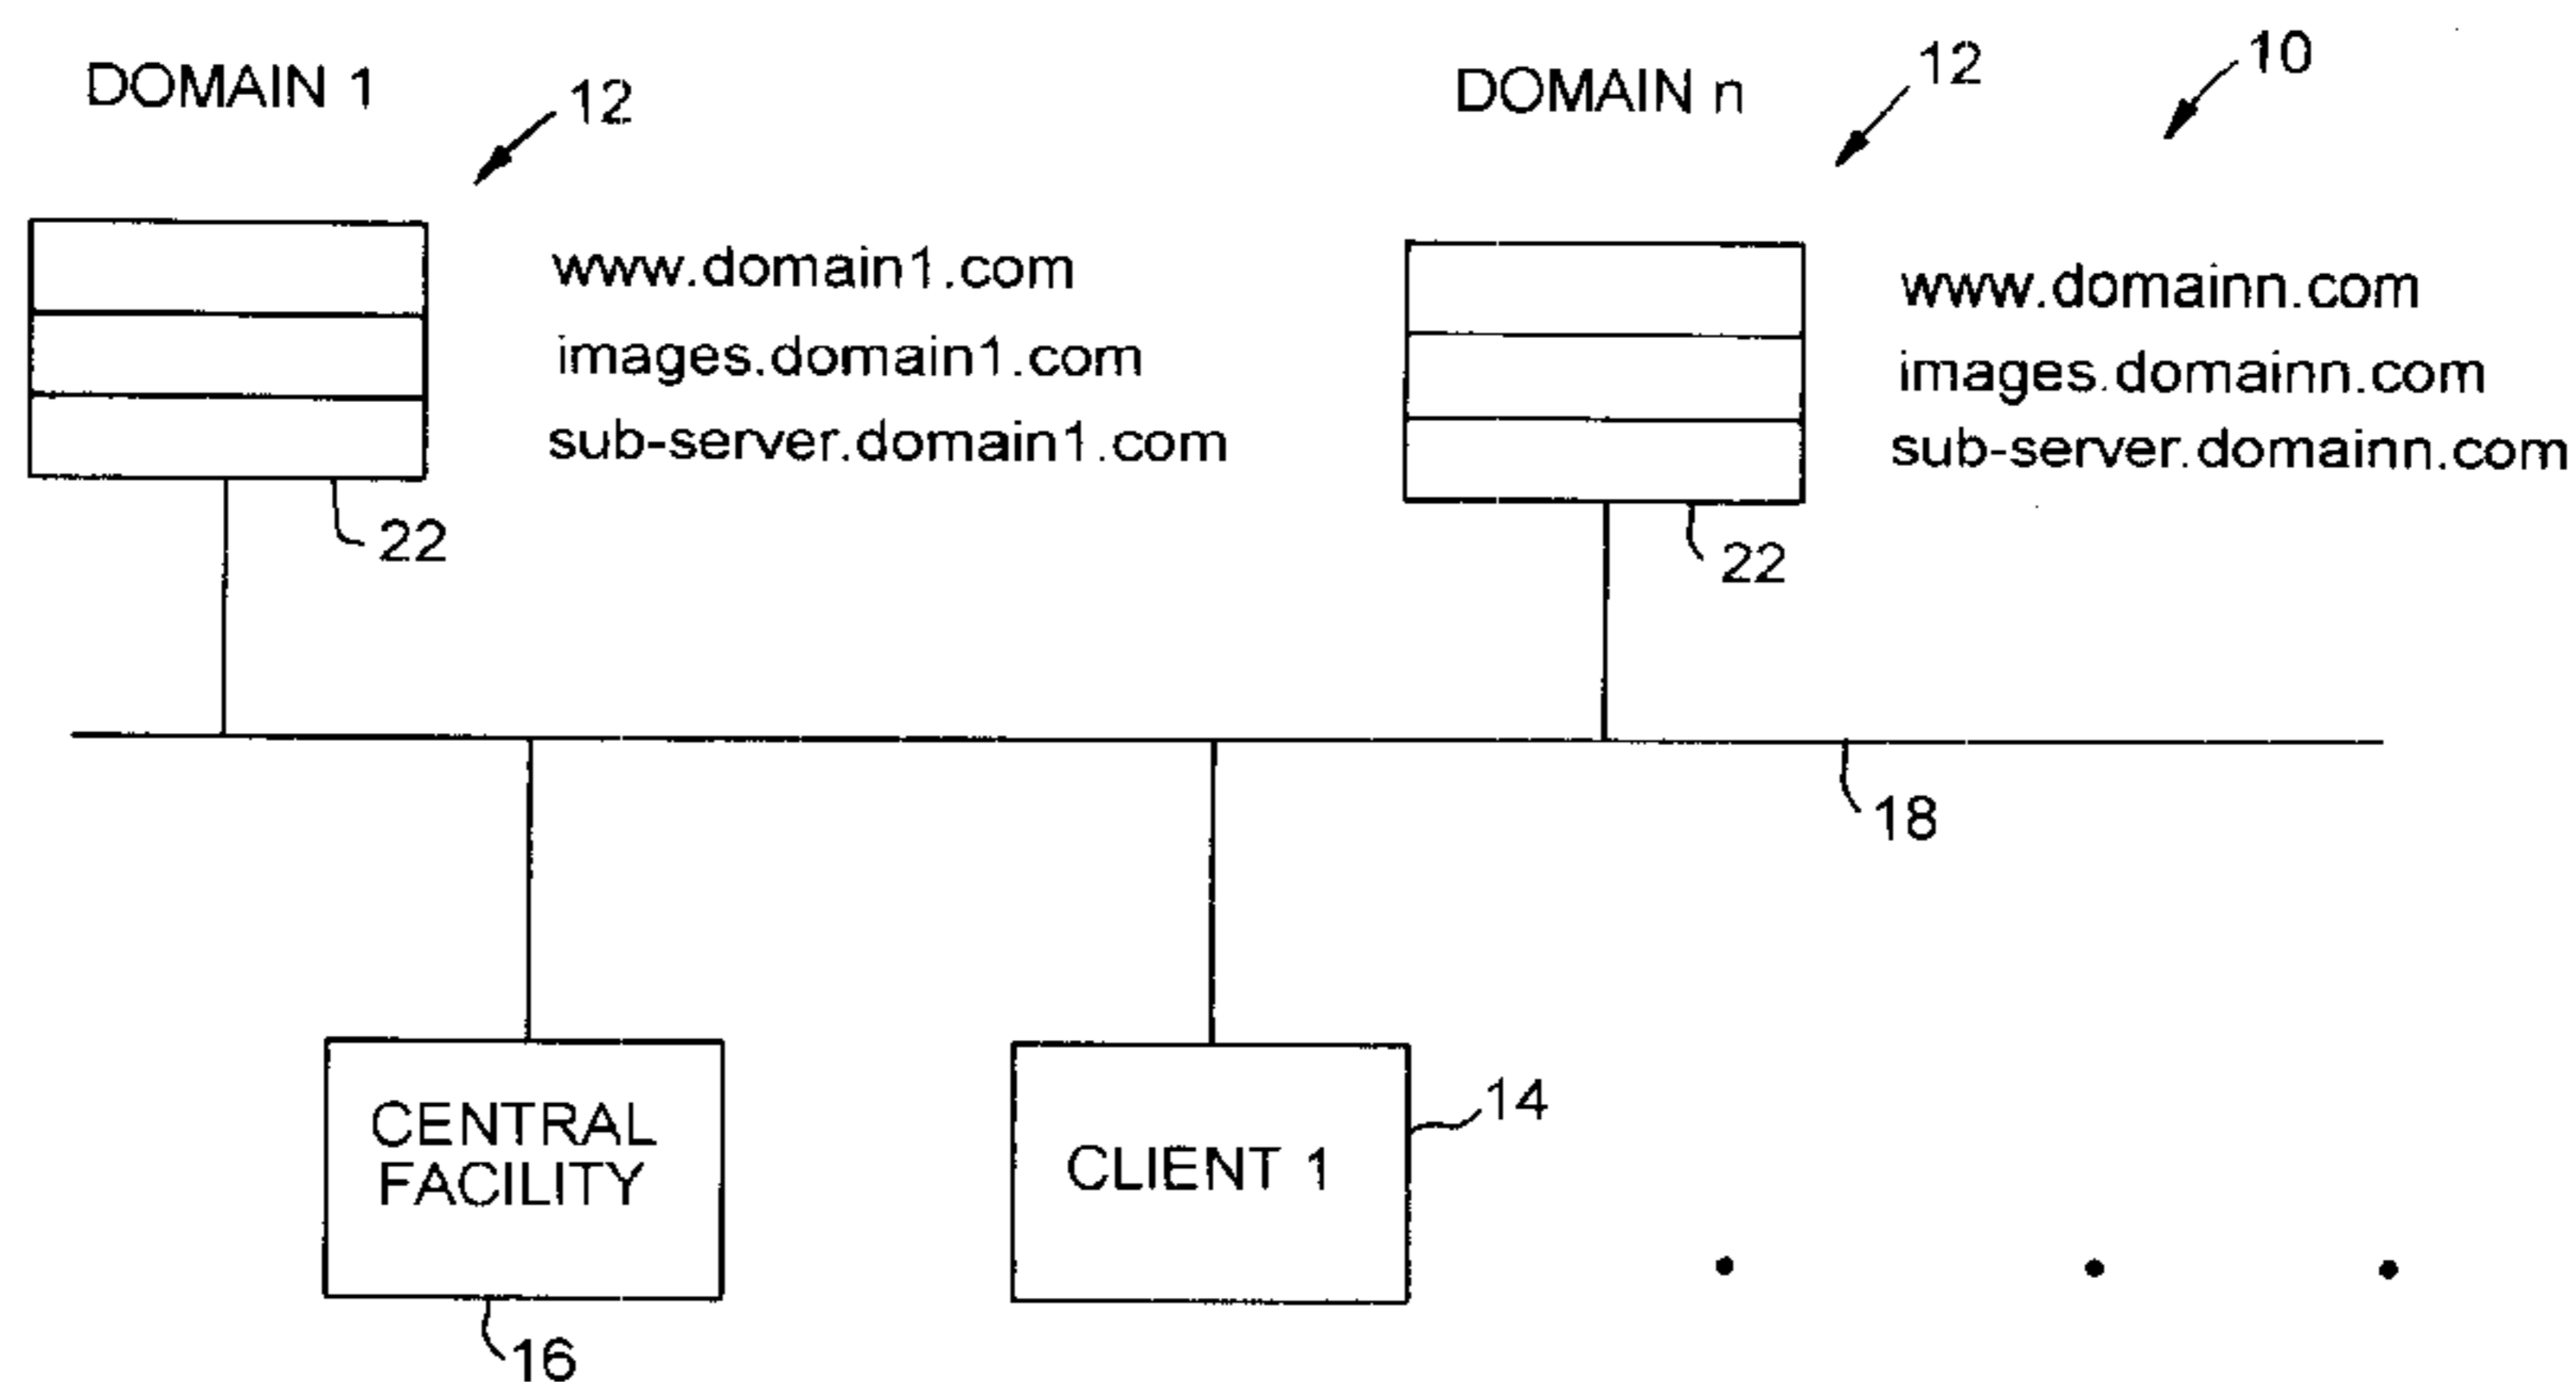 DOMAIN 1
12
DOMAIN n
12
10
www.domain1.com
images.domain1.com
sub-server.domain1.com
22
www.domainn.com
images.domainn.com
sub-server.domainn.com
22
18
CENTRAL
FACILITY
16
CLIENT 1
14